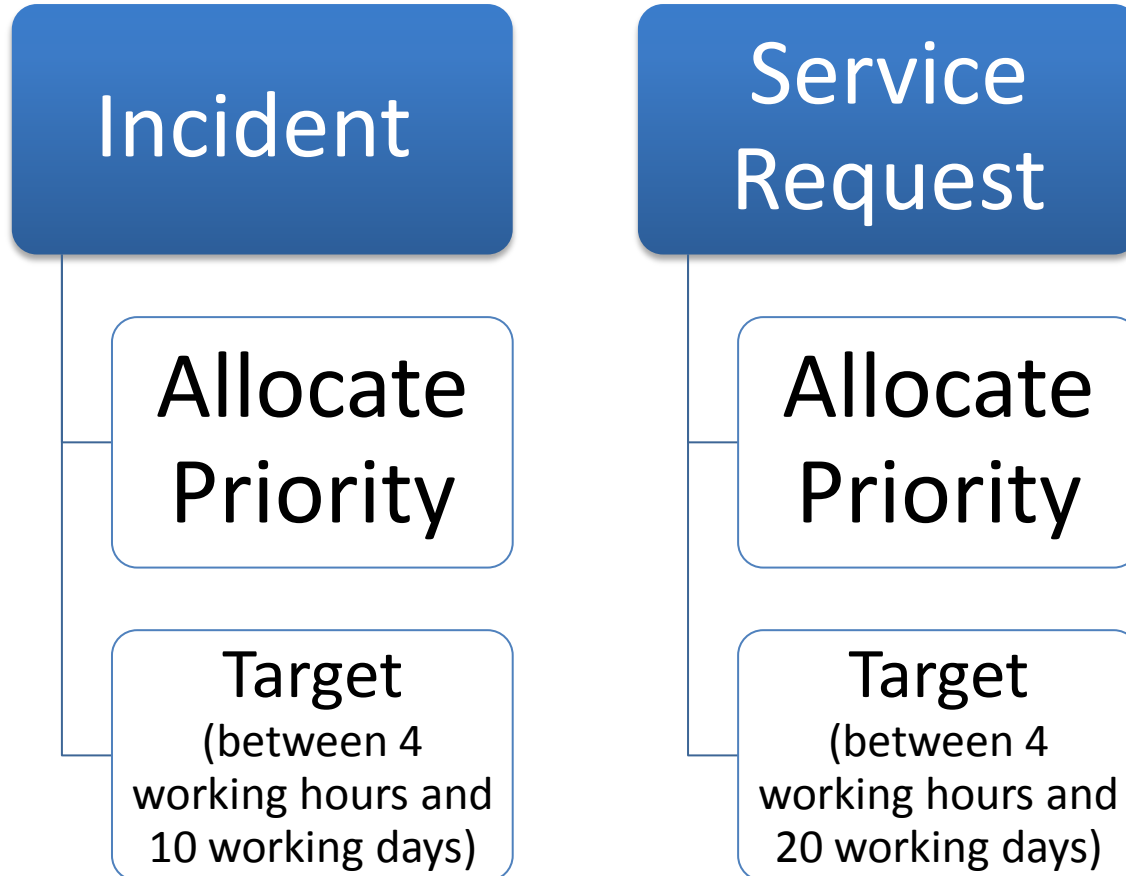 Incident
Allocate
Priority
Target
(between 4
working hours and
10 working days)
Service
Request
Allocate
Priority
Target
(between 4
working hours and
20 working days)